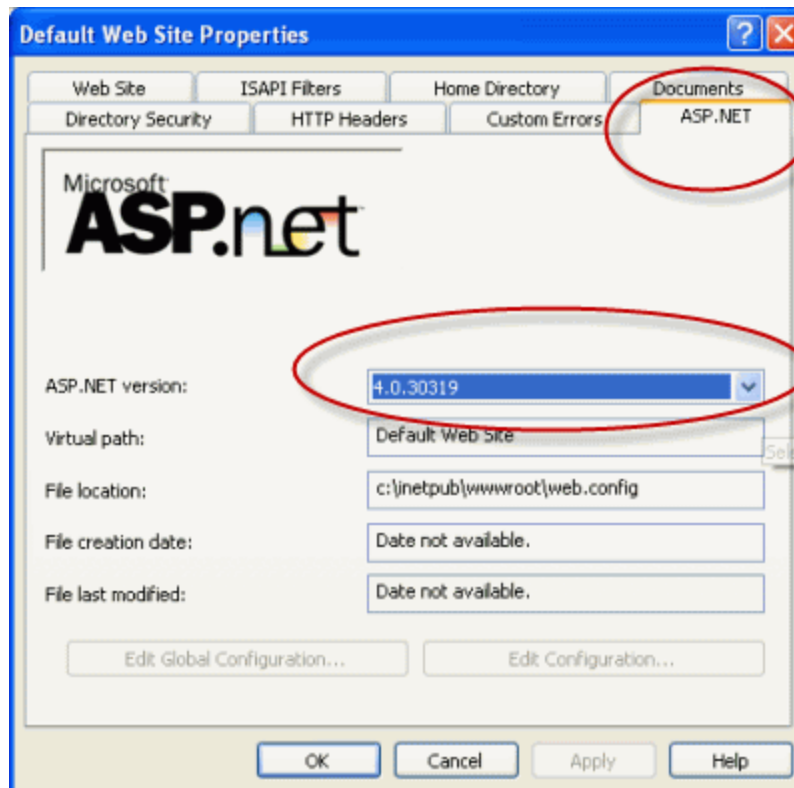 Default Web Site Properties
Web Site ISAPI Filters Home Directory Documents
Directory Security HTTP Headers Custom Errors ASP.NET
Microsoft
ASP.net
ASP.NET version: 4.0.30319
Virtual path: Default Web Site
File location: c:\inetpub\wwwroot\web.config
File creation date: Date not available.
File last modified: Date not available.
Edit Global Configuration... Edit Configuration...
OK Cancel Apply Help